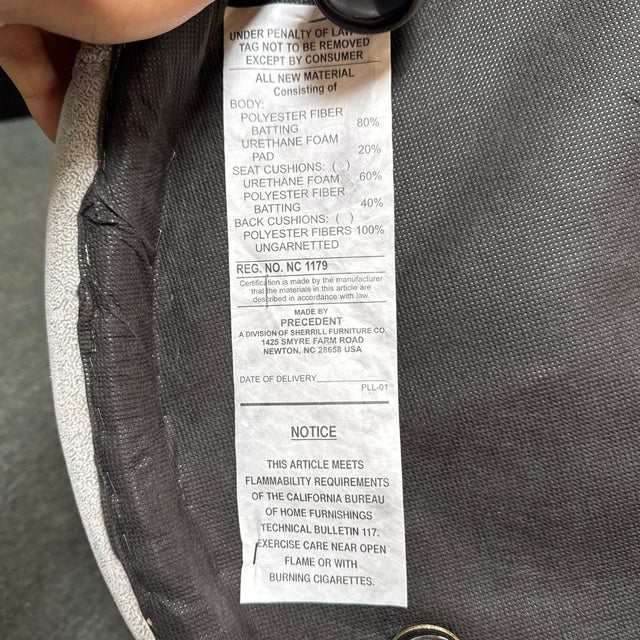 UNDER PENALTY OF LAW
TAG NOT TO BE REMOVED
EXCEPT BY CONSUMER
ALL NEW MATERIAL
Consisting of
BODY:
POLYESTER FIBER
BATTING 80%
URETHANE FOAM
PAD 20%
SEAT CUSHIONS: ( )
URETHANE FOAM 60%
POLYESTER FIBER
BATTING 40%
BACK CUSHIONS: ( )
POLYESTER FIBERS 100%
UNGARNETTED
REG. NO. NC 1179
Certification is made by the manufacturer
that the materials in this article are
described in accordance with law.
MADE BY
PRECEDENT
A DIVISION OF SHERRILL FURNITURE CO.
1425 SMYRE FARM ROAD
NEWTON, NC 28658 USA
DATE OF DELIVERY
PLL-01
NOTICE
THIS ARTICLE MEETS
FLAMMABILITY REQUIREMENTS
OF THE CALIFORNIA BUREAU
OF HOME FURNISHINGS
TECHNICAL BULLETIN 117.
EXERCISE CARE NEAR OPEN
FLAME OR WITH
BURNING CIGARETTES.